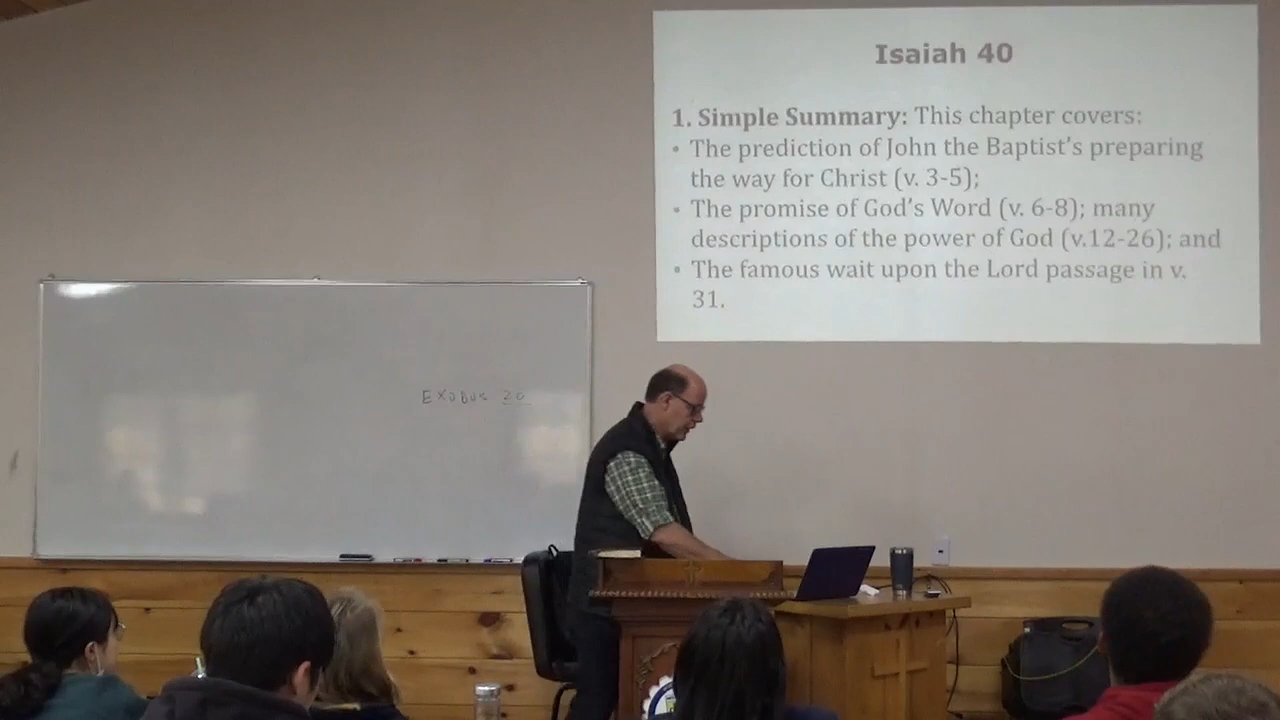 Isaiah 40
1. Simple Summary: This chapter covers:
• The prediction of John the Baptist's preparing
the way for Christ (v. 3-5);
• The promise of God's Word (v. 6-8); many
descriptions of the power of God (v.12-26); and
• The famous wait upon the Lord passage in v.
31.
EXODUS 20